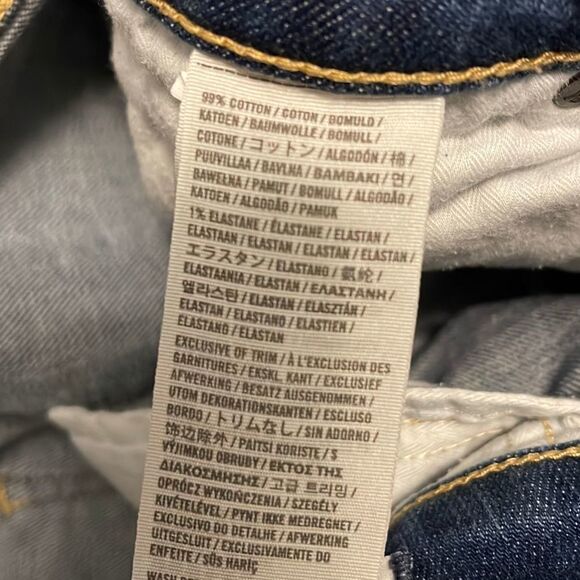 99% COTTON / COTON / BOMULD /
KATOEN / BAUMWOLLE / BOMULL /
COTONE / コットン / ALGODÓN / 棉 /
PUUVILLAA / BAVLNA / BAMBAKI / 면 /
BAWEŁNA / PAMUT / BOMULL / ALGODÃO /
KATOEN / ALGODÃO / PAMUK
1% ELASTANE / ÉLASTANE / ELASTAN /
ELASTAAN / ELASTAN / ELASTAN / ELASTAN /
エラスタン / ELASTANO / 氨纶 /
ELASTAANIA / ELASTAN / ΕΛΑΣΤΑΝΗ /
엘라스틴 / ELASTAN / ELASZTÁN /
ELASTAN / ELASTANO / ELASTIEN /
ELASTANO / ELASTAN
EXCLUSIVE OF TRIM / À L'EXCLUSION DES
GARNITURES / EKSKL. KANT / EXCLUSIEF
AFWERKING / BESATZ AUSGENOMMEN /
UTOM DEKORATIONSKANTEN / ESCLUSO
BORDO / トリムなし / SIN ADORNO /
饰边除外 / PAITSI KORISTE / S
VÝJIMKOU OBRUBY / ΕΚΤΟΣ ΤΗΣ
ΔΙΑΚΟΣΜΗΣΗΣ / 고급 트리밍 /
OPRÓCZ WYKOŃCZENIA / SZEGÉLY
KIVÉTELÉVEL / PYNT IKKE MEDREGNET /
EXCLUSIVO DO DETALHE / AFWERKING
UITGESLOTEN / EXCLUSIVAMENTE DO
ENFEITE / SÜS HARIÇ
WASH